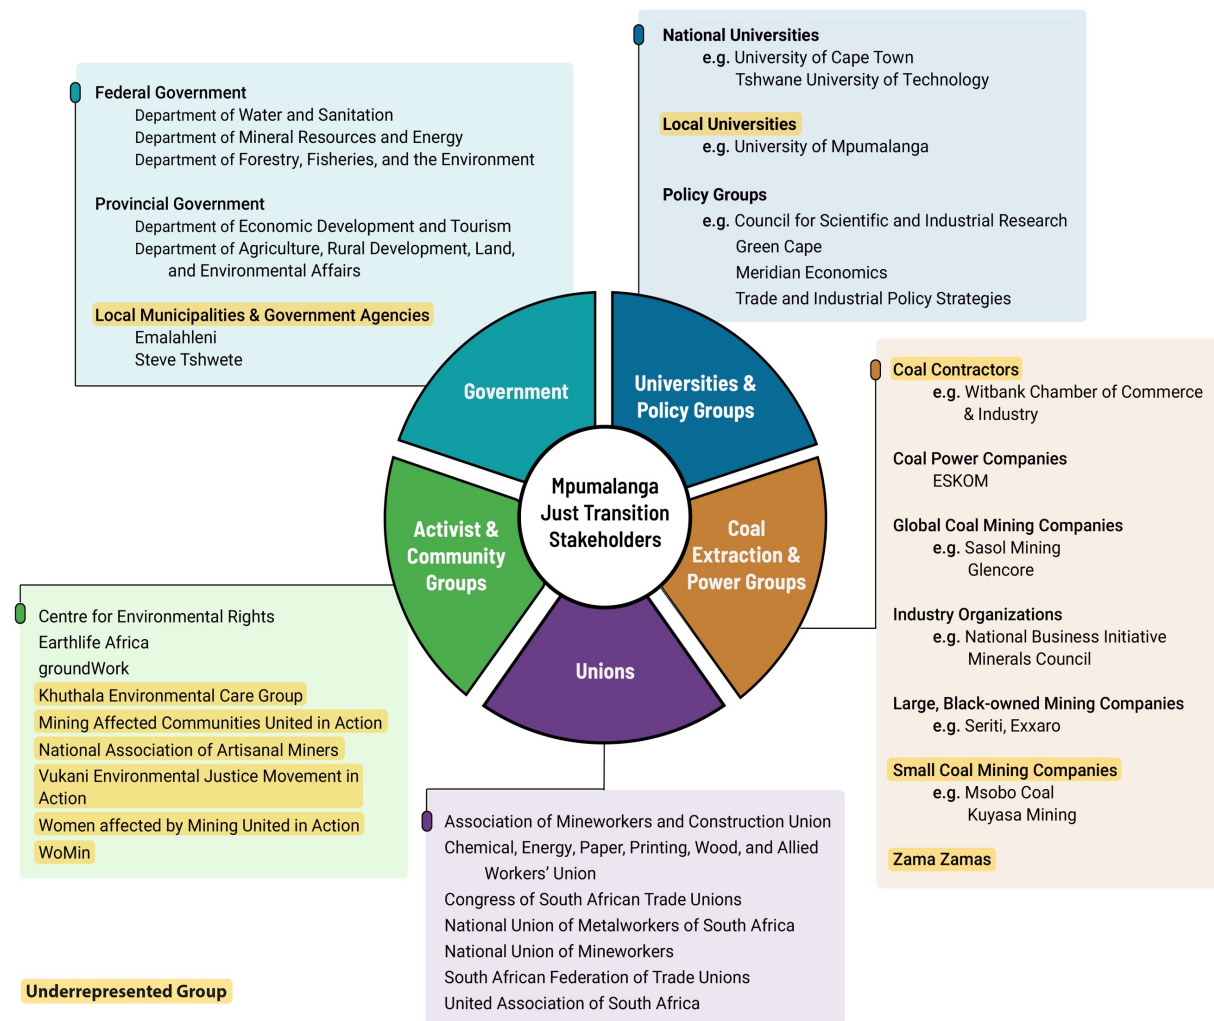 Federal Government
Department of Water and Sanitation
Department of Mineral Resources and Energy
Department of Forestry, Fisheries, and the Environment
Provincial Government
Department of Economic Development and Tourism
Department of Agriculture, Rural Development, Land,
and Environmental Affairs
Local Municipalities & Government Agencies
Emalahleni
Steve Tshwete
National Universities
e.g. University of Cape Town
Tshwane University of Technology
Local Universities
e.g. University of Mpumalanga
Policy Groups
e.g. Council for Scientific and Industrial Research
Green Cape
Meridian Economics
Trade and Industrial Policy Strategies
Government
Universities &
Policy Groups
Mpumalanga
Just Transition
Stakeholders
Activist &
Community
Groups
Coal
Extraction &
Power Groups
Unions
Coal Contractors
e.g. Witbank Chamber of Commerce
& Industry
Coal Power Companies
ESKOM
Global Coal Mining Companies
e.g. Sasol Mining
Glencore
Industry Organizations
e.g. National Business Initiative
Minerals Council
Large, Black-owned Mining Companies
e.g. Seriti, Exxaro
Small Coal Mining Companies
e.g. Msobo Coal
Kuyasa Mining
Zama Zamas
Centre for Environmental Rights
Earthlife Africa
groundWork
Khuthala Environmental Care Group
Mining Affected Communities United in Action
National Association of Artisanal Miners
Vukani Environmental Justice Movement in
Action
Women affected by Mining United in Action
WoMin
Association of Mineworkers and Construction Union
Chemical, Energy, Paper, Printing, Wood, and Allied
Workers' Union
Congress of South African Trade Unions
National Union of Metalworkers of South Africa
National Union of Mineworkers
South African Federation of Trade Unions
United Association of South Africa
Underrepresented Group